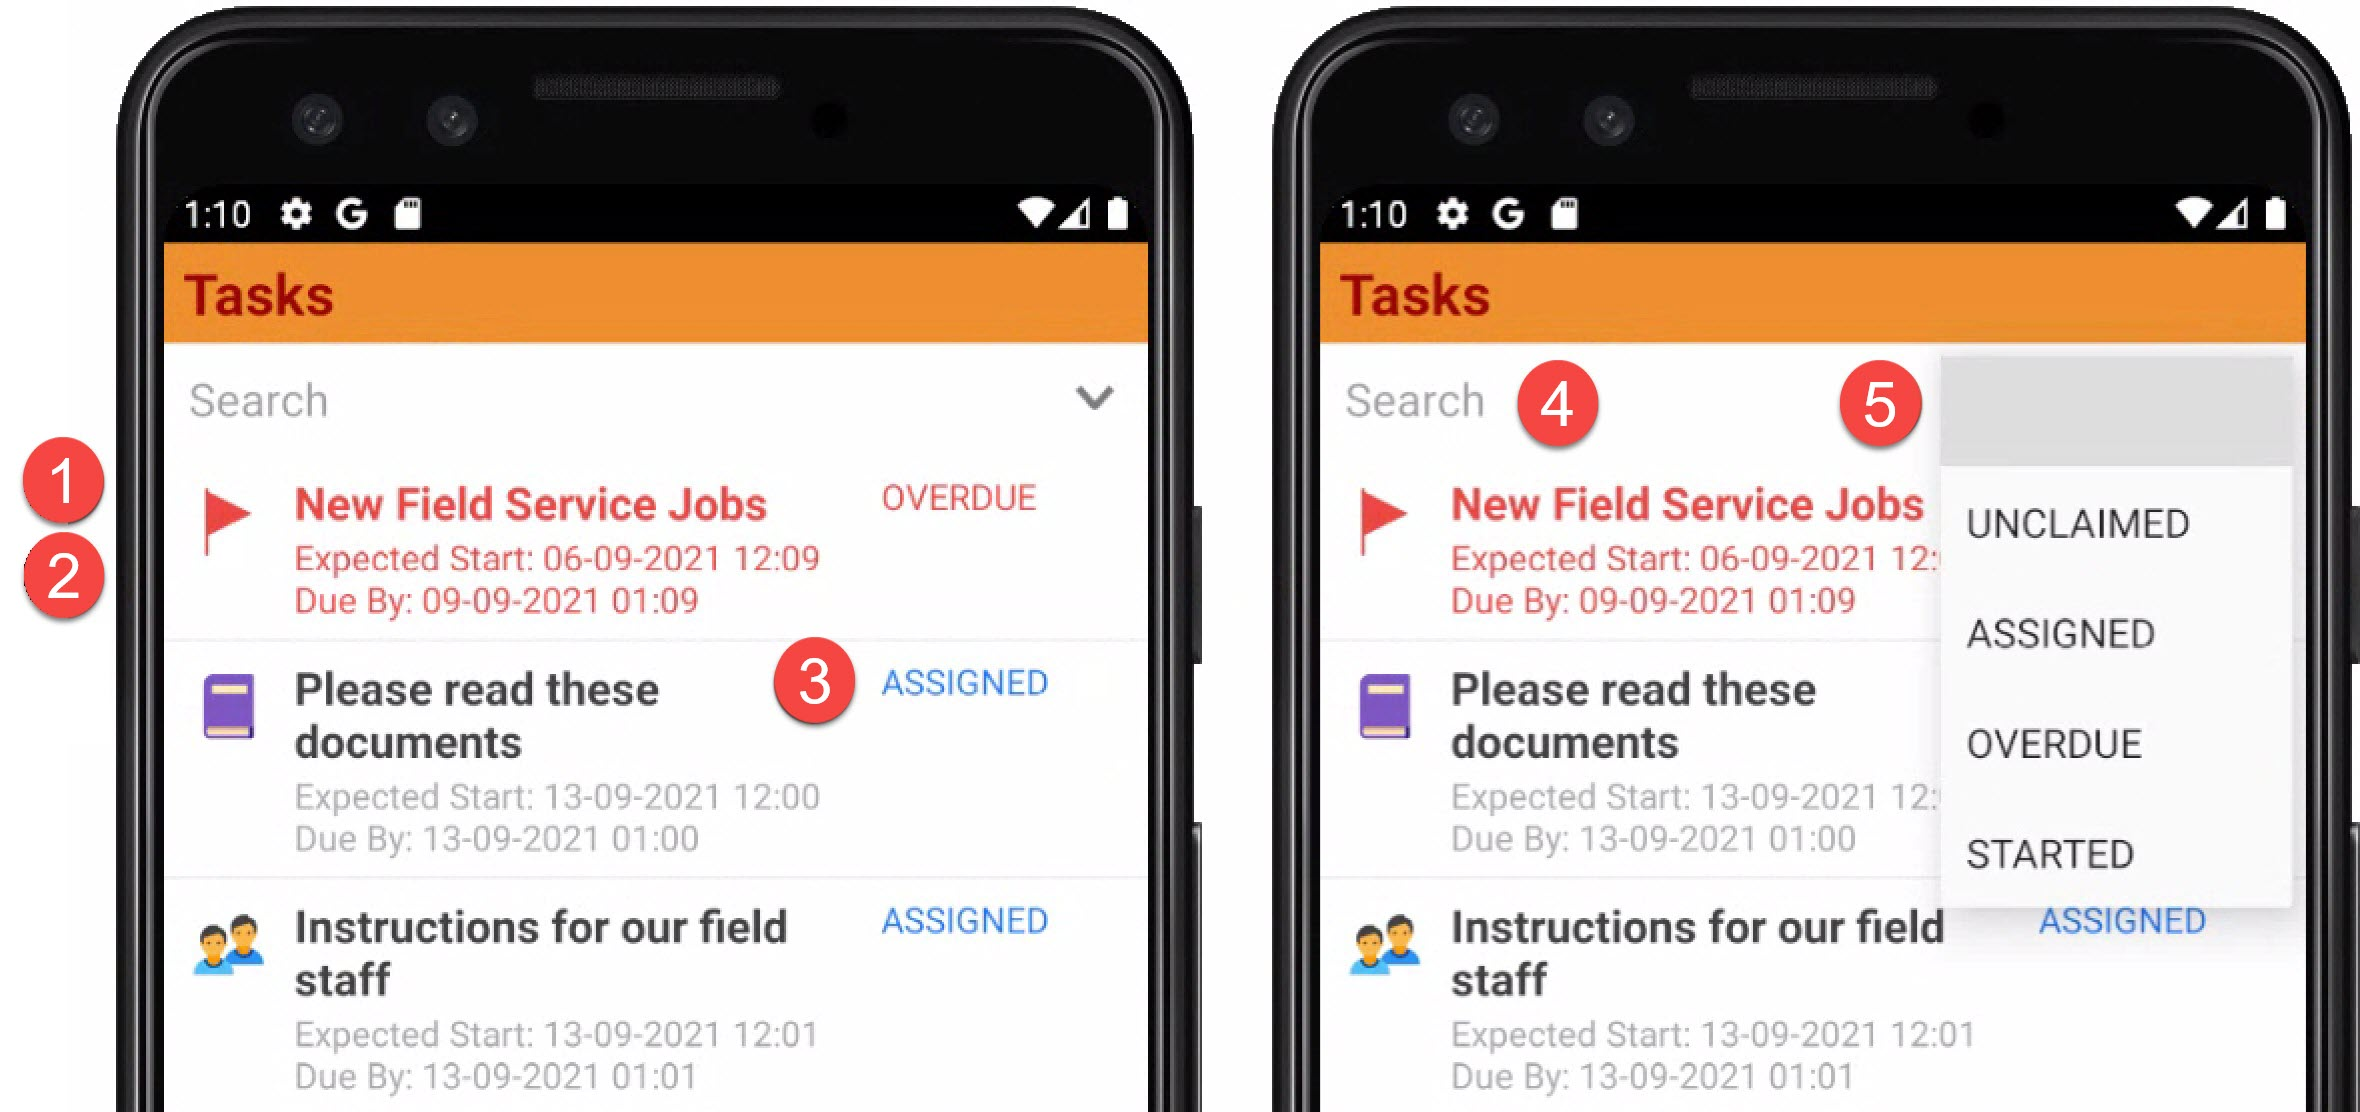 1:10
Tasks
Search
1
New Field Service Jobs OVERDUE
Expected Start: 06-09-2021 12:09
2
Due By: 09-09-2021 01:09
3
Please read these ASSIGNED
documents
Expected Start: 13-09-2021 12:00
Due By: 13-09-2021 01:00
Instructions for our field ASSIGNED
staff
Expected Start: 13-09-2021 12:01
Due By: 13-09-2021 01:01
1:10
Tasks
Search 4 5
New Field Service Jobs
Expected Start: 06-09-2021 12:
Due By: 09-09-2021 01:09
Please read these
documents
Expected Start: 13-09-2021 12:
Due By: 13-09-2021 01:00
UNCLAIMED
ASSIGNED
OVERDUE
STARTED
Instructions for our field ASSIGNED
staff
Expected Start: 13-09-2021 12:01
Due By: 13-09-2021 01:01